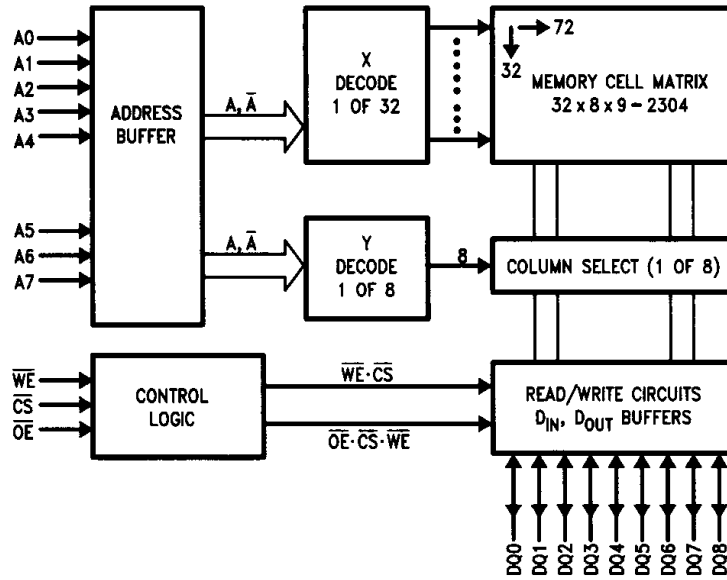 A0
A1
A2
A3
A4
A5
A6
A7
ADDRESS
BUFFER
A, A̅
X
DECODE
1 OF 32
72
32
MEMORY CELL MATRIX
32 x 8 x 9 – 2304
A, A̅
Y
DECODE
1 OF 8
8
COLUMN SELECT (1 OF 8)
W̅E̅
C̅S̅
O̅E̅
CONTROL
LOGIC
W̅E̅·C̅S̅
O̅E̅·C̅S̅·W̅E̅
READ/WRITE CIRCUITS
DIN, DOUT BUFFERS
DQ0
DQ1
DQ2
DQ3
DQ4
DQ5
DQ6
DQ7
DQ8